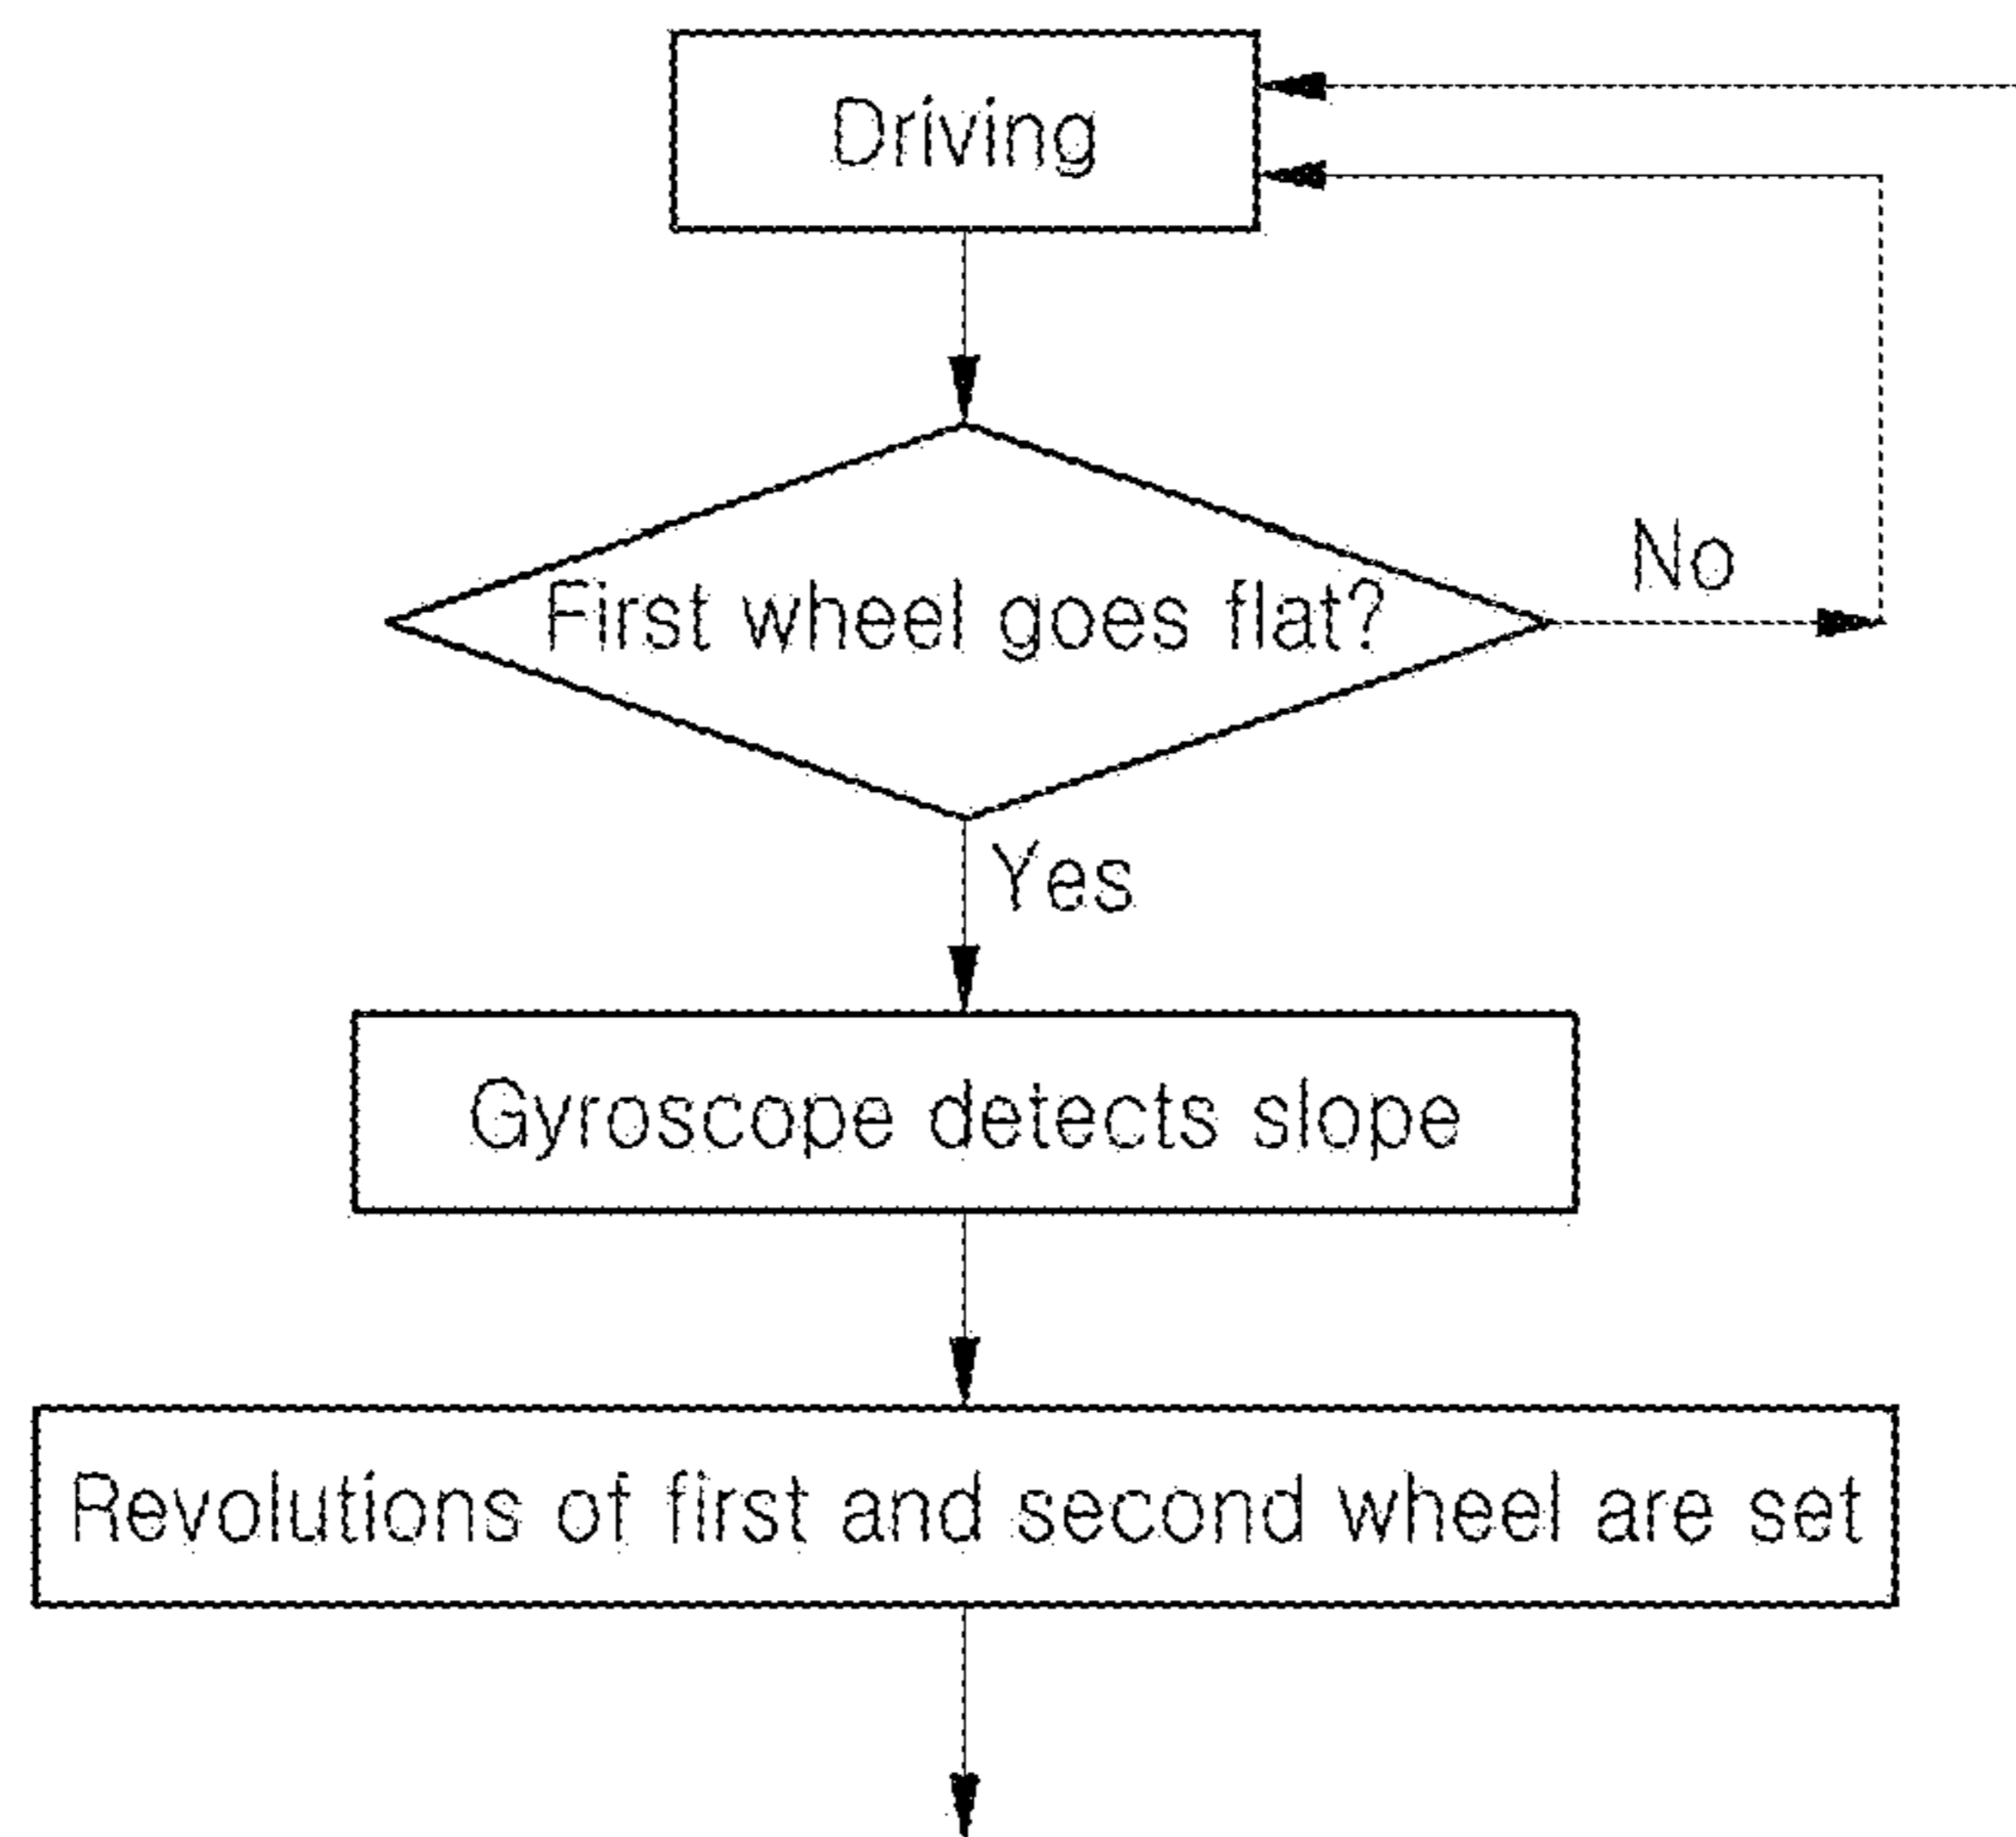 Driving
First wheel goes flat?
No
Yes
Gyroscope detects slope
Revolutions of first and second wheel are set